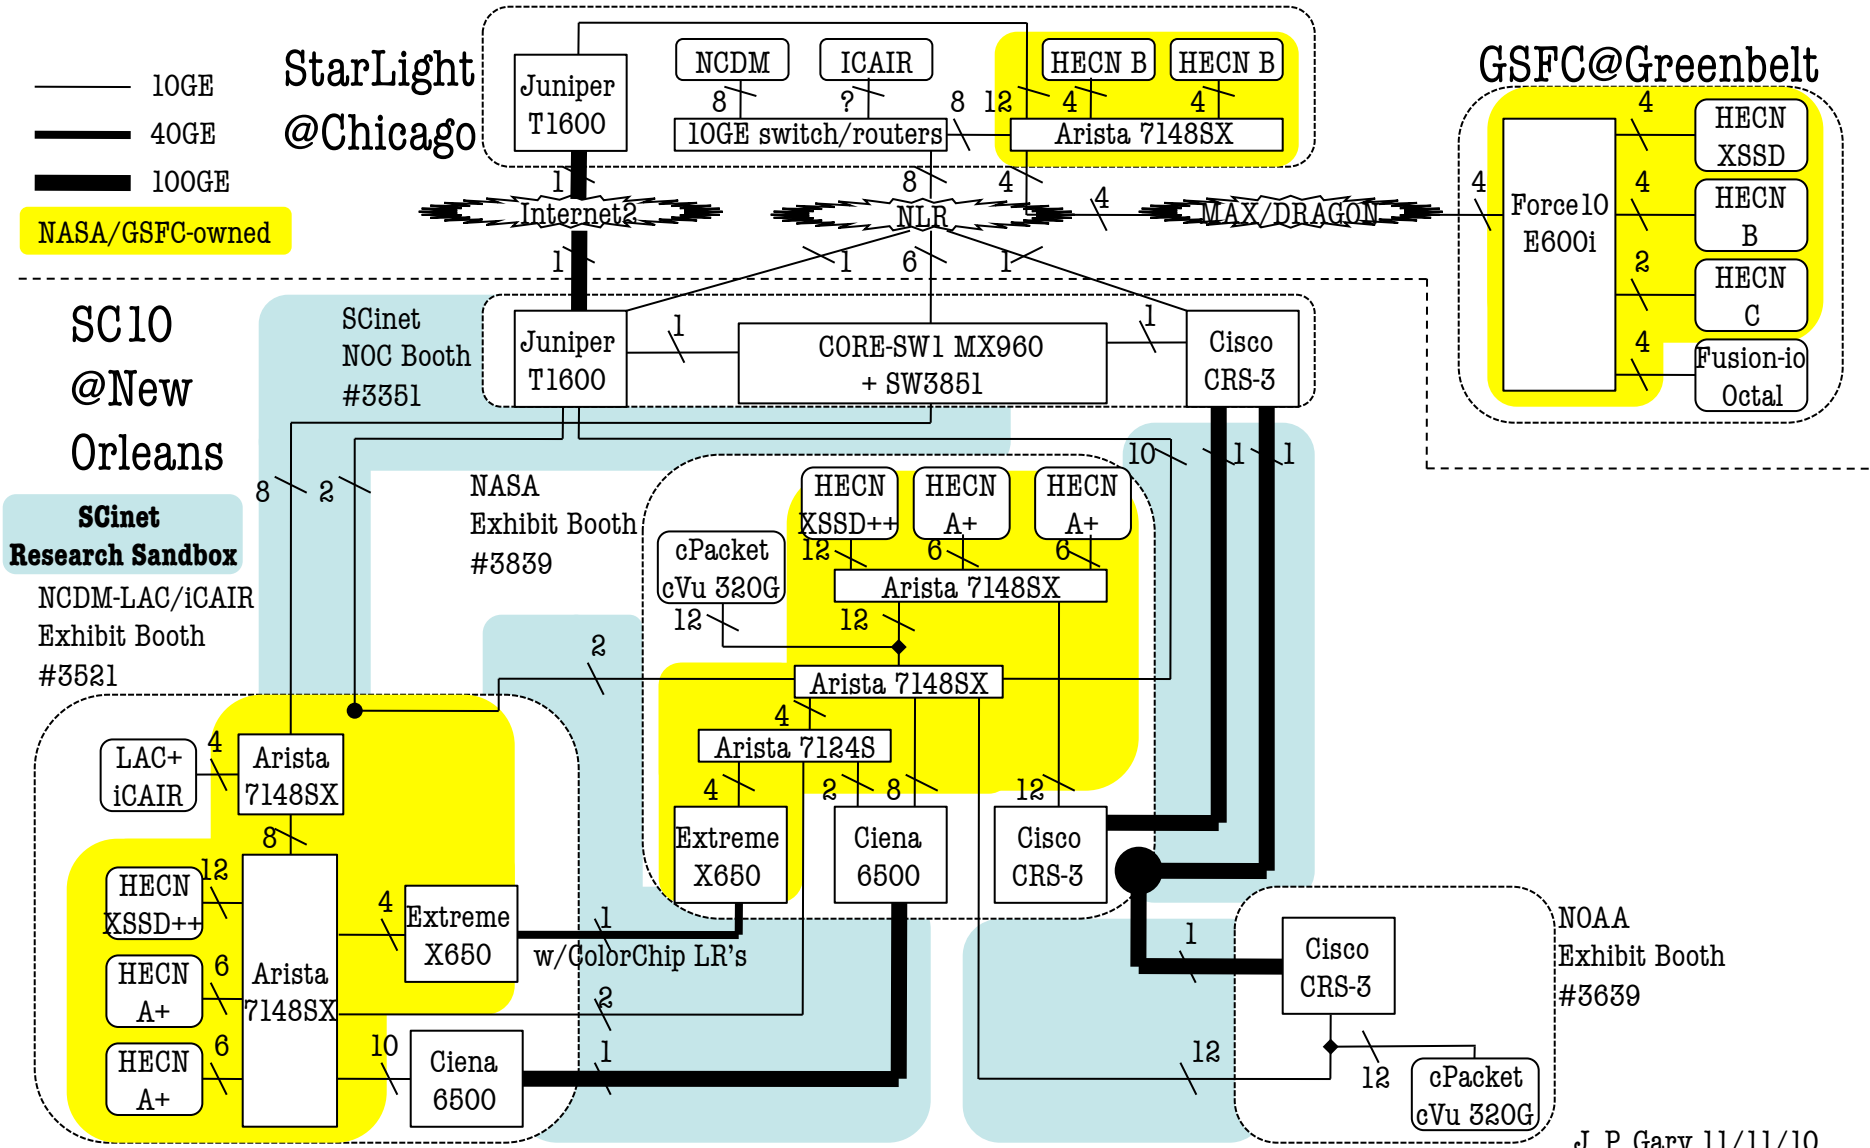 10GE
40GE
100GE
NASA/GSFC-owned
StarLight
@Chicago
Juniper
T1600
NCDM
ICAIR
HECN B
HECN B
8
?
8
12
4
4
10GE switch/routers
Arista 7148SX
1
8
4
Internet2
NLR
4
MAX/DRAGON
4
1
1
6
1
GSFC@Greenbelt
Force10
E600i
4
HECN
XSSD
4
HECN
B
2
HECN
C
4
Fusion-io
Octal
SC10
@New
Orleans
SCinet
NOC Booth
#3351
Juniper
T1600
1
CORE-SW1 MX960
+ SW3851
1
Cisco
CRS-3
8
2
10
1
1
SCinet
Research Sandbox
NASA
Exhibit Booth
#3839
HECN
XSSD++
HECN
A+
HECN
A+
cPacket
cVu 320G
12
6
6
Arista 7148SX
12
12
2
Arista 7148SX
4
Arista 7124S
4
2
8
12
Extreme
X650
Ciena
6500
Cisco
CRS-3
NCDM-LAC/iCAIR
Exhibit Booth
#3521
LAC+
iCAIR
4
Arista
7148SX
8
HECN
XSSD++
12
HECN
A+
6
HECN
A+
6
Arista
7148SX
4
Extreme
X650
1
w/ColorChip LR's
2
10
Ciena
6500
1
NOAA
Exhibit Booth
#3639
1
Cisco
CRS-3
12
12
cPacket
cVu 320G
J. P. Gary 11/11/10